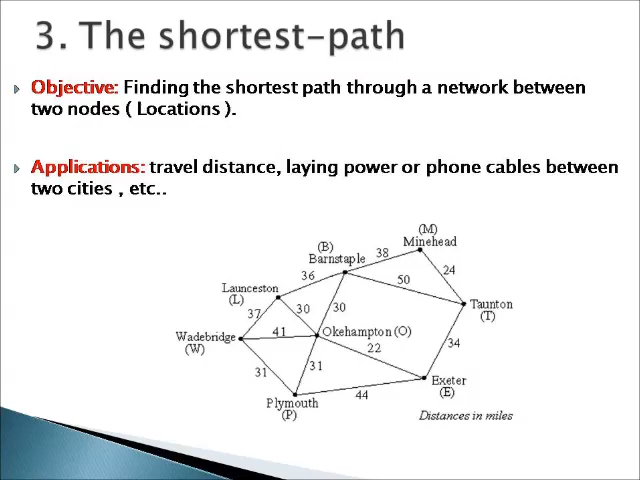 3. The shortest-path
Objective: Finding the shortest path through a network between
two nodes ( Locations ).
Applications: travel distance, laying power or phone cables between
two cities , etc..
(M)
Minehead
(B)
Barnstaple
38
24
36
50
Launceston
(L)
30
30
Taunton
(T)
37
41
Okehampton (O)
Wadebridge
(W)
22
34
31
31
Exeter
(E)
44
Plymouth
(P)
Distances in miles